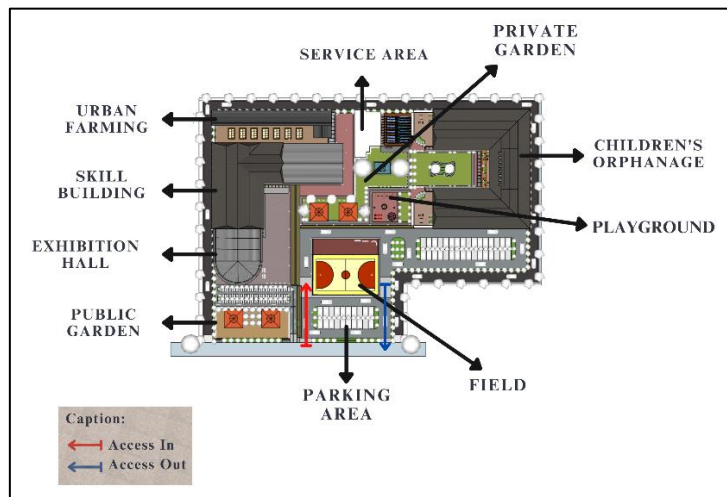 PRIVATE
GARDEN
SERVICE AREA
URBAN
FARMING
SKILL
BUILDING
EXHIBITION
HALL
PUBLIC
GARDEN
CHILDREN'S
ORPHANAGE
PLAYGROUND
FIELD
PARKING
AREA
Caption:
Access In
Access Out